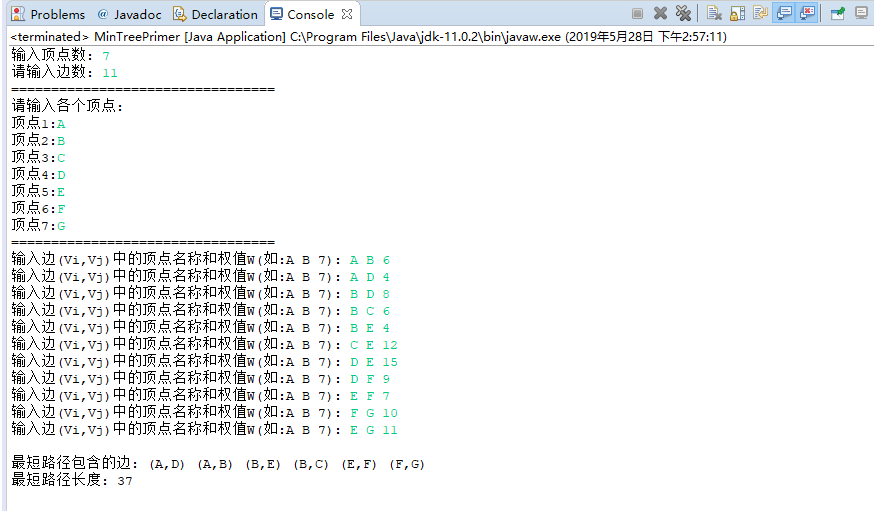 Problems @ Javadoc Declaration Console
<terminated> MinTreePrimer [Java Application] C:\Program Files\Java\jdk-11.0.2\bin\javaw.exe (2019年5月28日 下午2:57:11)
输入顶点数: 7
请输入边数: 11
=================================
请输入各个顶点:
顶点1:A
顶点2:B
顶点3:C
顶点4:D
顶点5:E
顶点6:F
顶点7:G
=================================
输入边(Vi,Vj)中的顶点名称和权值W(如:A B 7): A B 6
输入边(Vi,Vj)中的顶点名称和权值W(如:A B 7): A D 4
输入边(Vi,Vj)中的顶点名称和权值W(如:A B 7): B D 8
输入边(Vi,Vj)中的顶点名称和权值W(如:A B 7): B C 6
输入边(Vi,Vj)中的顶点名称和权值W(如:A B 7): B E 4
输入边(Vi,Vj)中的顶点名称和权值W(如:A B 7): C E 12
输入边(Vi,Vj)中的顶点名称和权值W(如:A B 7): D E 15
输入边(Vi,Vj)中的顶点名称和权值W(如:A B 7): D F 9
输入边(Vi,Vj)中的顶点名称和权值W(如:A B 7): E F 7
输入边(Vi,Vj)中的顶点名称和权值W(如:A B 7): F G 10
输入边(Vi,Vj)中的顶点名称和权值W(如:A B 7): E G 11
最短路径包含的边: (A,D) (A,B) (B,E) (B,C) (E,F) (F,G)
最短路径长度: 37